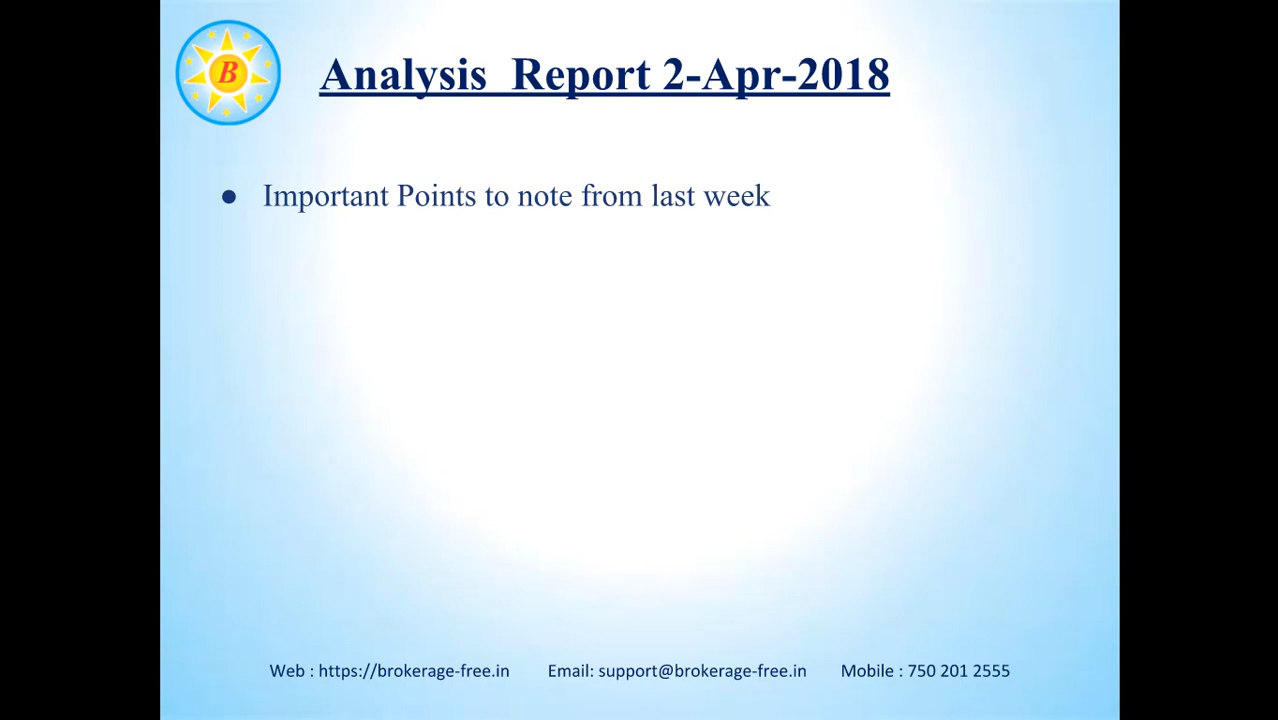 B
Analysis Report 2-Apr-2018
● Important Points to note from last week
Web : https://brokerage-free.in Email: support@brokerage-free.in Mobile : 750 201 2555